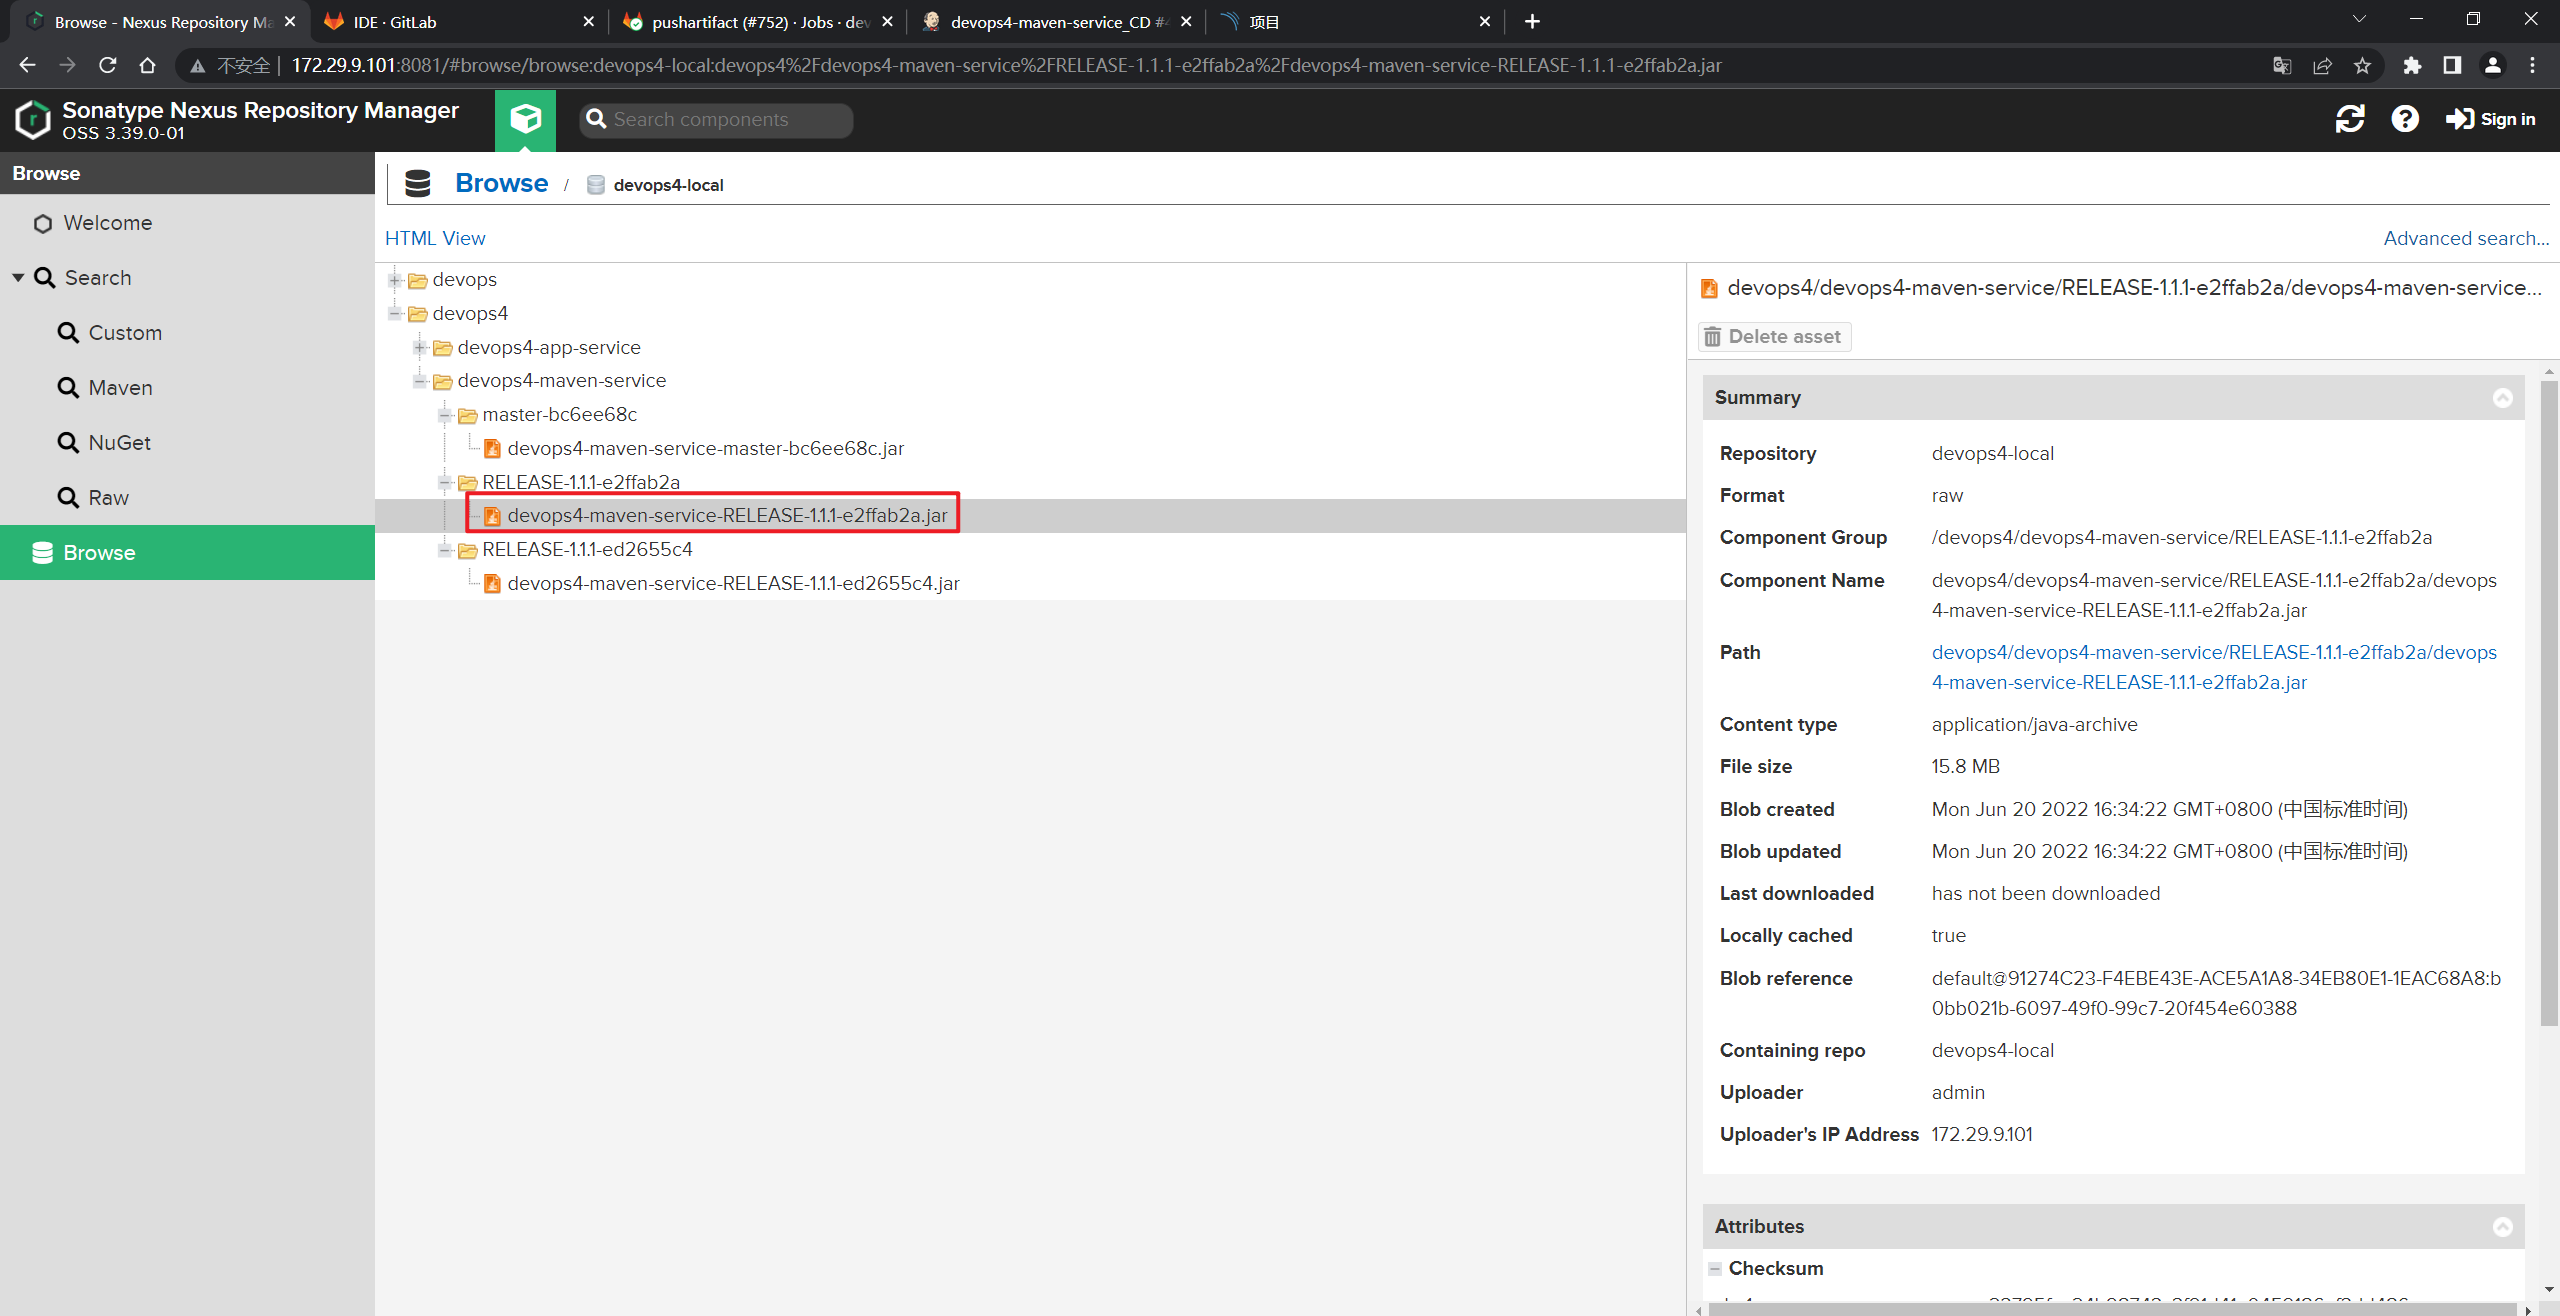 Browse - Nexus Repository Ma
IDE · GitLab
pushartifact (#752) · Jobs · dev
devops4-maven-service_CD #4
项目
不安全
172.29.9.101:8081/#browse/browse:devops4-local:devops4%2Fdevops4-maven-service%2FRELEASE-1.1.1-e2ffab2a%2Fdevops4-maven-service-RELEASE-1.1.1-e2ffab2a.jar
Sonatype Nexus Repository Manager
OSS 3.39.0-01
Search components
Sign in
Browse
Welcome
Search
Custom
Maven
NuGet
Raw
Browse
Browse / devops4-local
HTML View
Advanced search...
devops
devops4
devops4-app-service
devops4-maven-service
master-bc6ee68c
devops4-maven-service-master-bc6ee68c.jar
RELEASE-1.1.1-e2ffab2a
devops4-maven-service-RELEASE-1.1.1-e2ffab2a.jar
RELEASE-1.1.1-ed2655c4
devops4-maven-service-RELEASE-1.1.1-ed2655c4.jar
devops4/devops4-maven-service/RELEASE-1.1.1-e2ffab2a/devops4-maven-service...
Delete asset
Summary
Repository devops4-local
Format raw
Component Group /devops4/devops4-maven-service/RELEASE-1.1.1-e2ffab2a
Component Name devops4/devops4-maven-service/RELEASE-1.1.1-e2ffab2a/devops
4-maven-service-RELEASE-1.1.1-e2ffab2a.jar
Path devops4/devops4-maven-service/RELEASE-1.1.1-e2ffab2a/devops
4-maven-service-RELEASE-1.1.1-e2ffab2a.jar
Content type application/java-archive
File size 15.8 MB
Blob created Mon Jun 20 2022 16:34:22 GMT+0800 (中国标准时间)
Blob updated Mon Jun 20 2022 16:34:22 GMT+0800 (中国标准时间)
Last downloaded has not been downloaded
Locally cached true
Blob reference default@91274C23-F4EBE43E-ACE5A1A8-34EB80E1-1EAC68A8:b
0bb021b-6097-49f0-99c7-20f454e60388
Containing repo devops4-local
Uploader admin
Uploader's IP Address 172.29.9.101
Attributes
Checksum